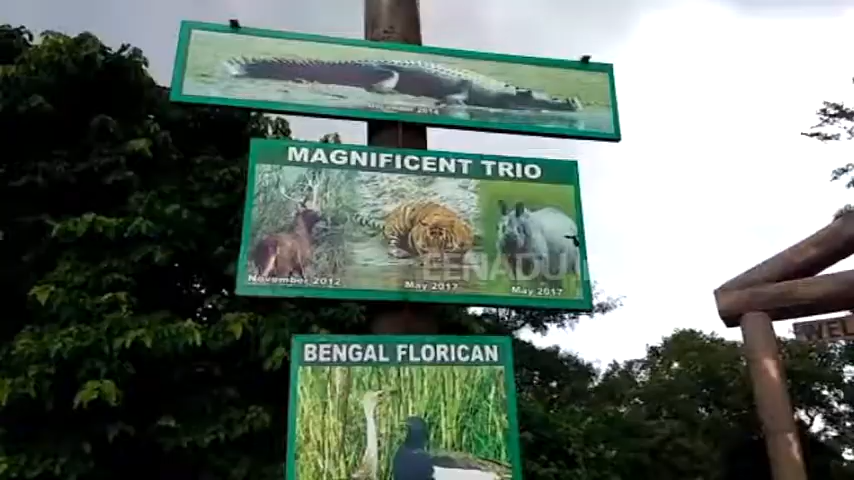 MAGNIFICENT TRIO
EENADU
November 2012
May 2017
May 2017
BENGAL FLORICAN